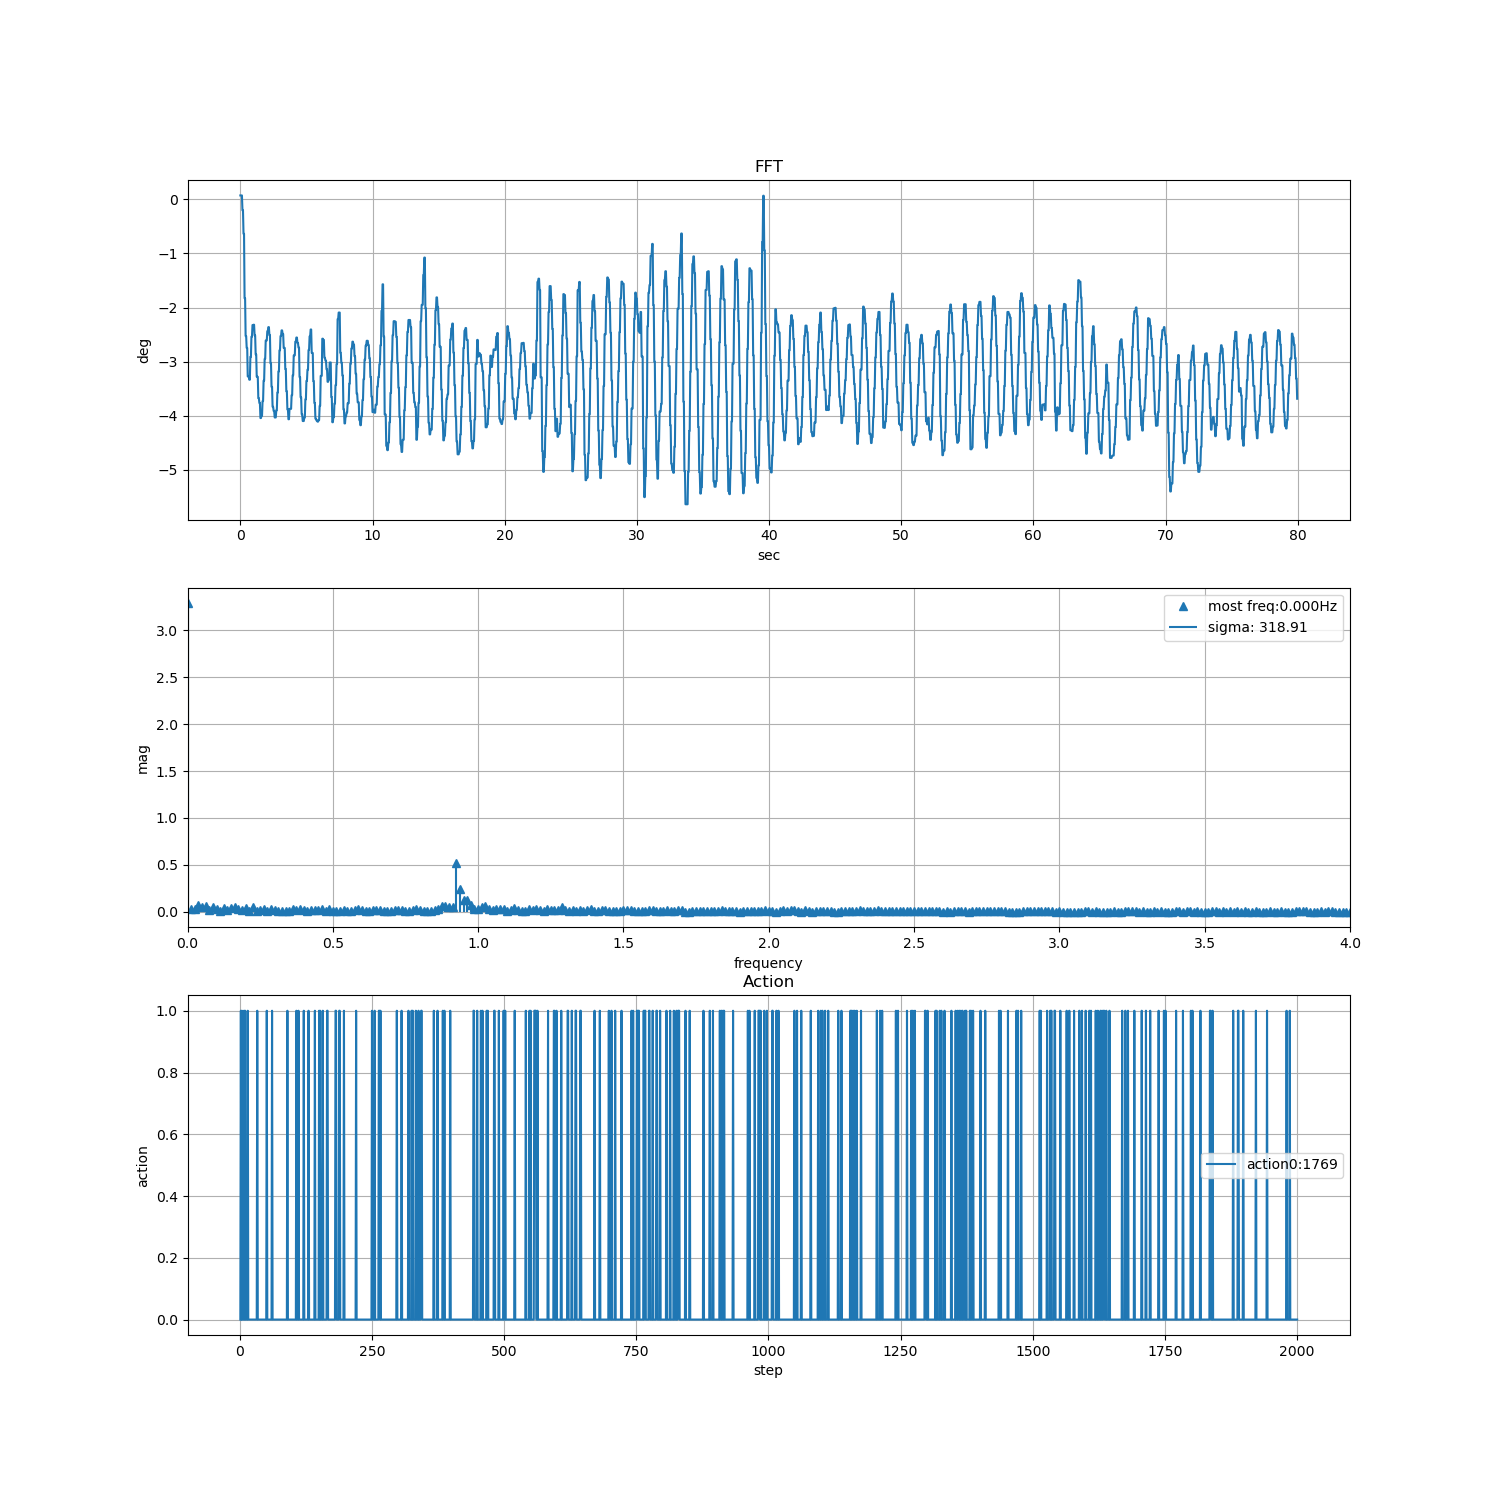 FFT
0
−1
−2
−3
−4
−5
deg
0 10 20 30 40 50 60 70 80
sec
most freq:0.000Hz
sigma: 318.91
3.0
2.5
2.0
1.5
1.0
0.5
0.0
mag
0.0 0.5 1.0 1.5 2.0 2.5 3.0 3.5 4.0
frequency
Action
1.0
0.8
0.6
0.4
0.2
0.0
action
action0:1769
0 250 500 750 1000 1250 1500 1750 2000
step